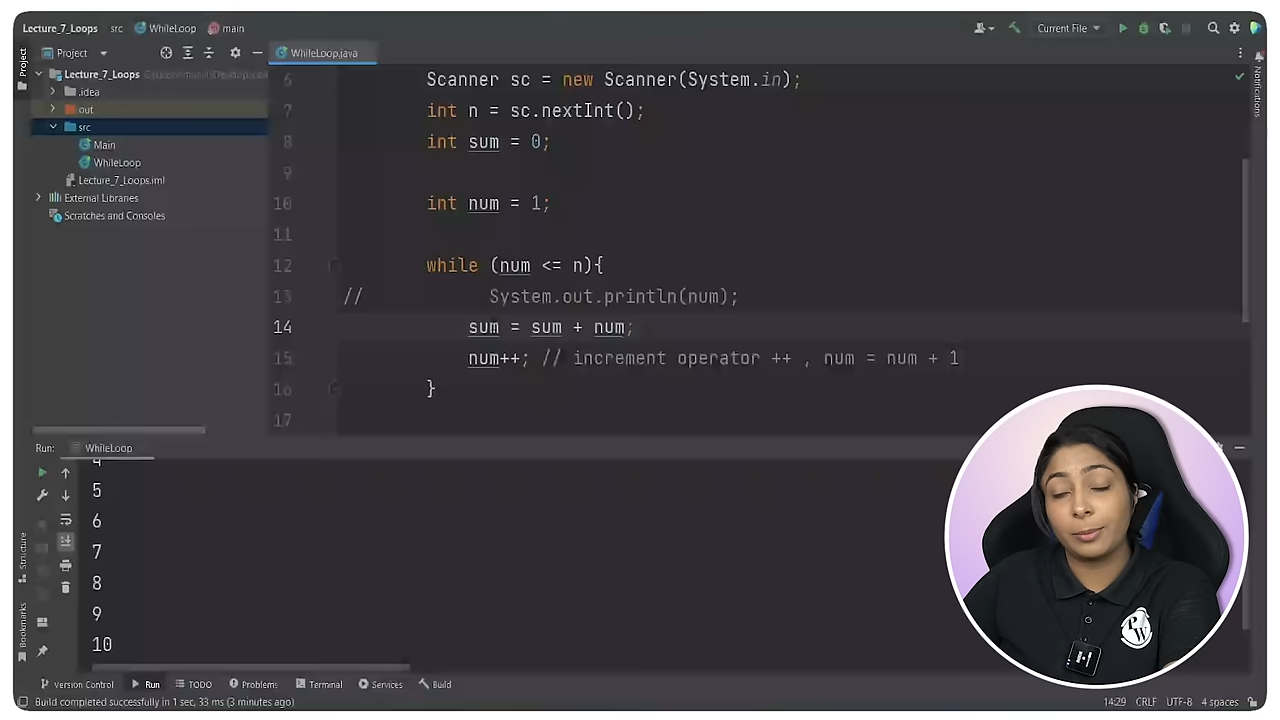 Lecture_7_Loops src WhileLoop main Current File
Project WhileLoop.java
Project
Lecture_7_Loops
.idea
out
src
Main
WhileLoop
Lecture_7_Loops.iml
External Libraries
Scratches and Consoles
Notifications
6 Scanner sc = new Scanner(System.in);
7 int n = sc.nextInt();
8 int sum = 0;
9
10 int num = 1;
11
12 while (num <= n){
13 // System.out.println(num);
14 sum = sum + num;
15 num++; // increment operator ++ , num = num + 1
16 }
17
Run: WhileLoop
4
5
6
7
8
9
10
Structure
Bookmarks
PW
Version Control Run TODO Problems Terminal Services Build
Build completed successfully in 1 sec, 33 ms (3 minutes ago) 14:29 CRLF UTF-8 4 spaces